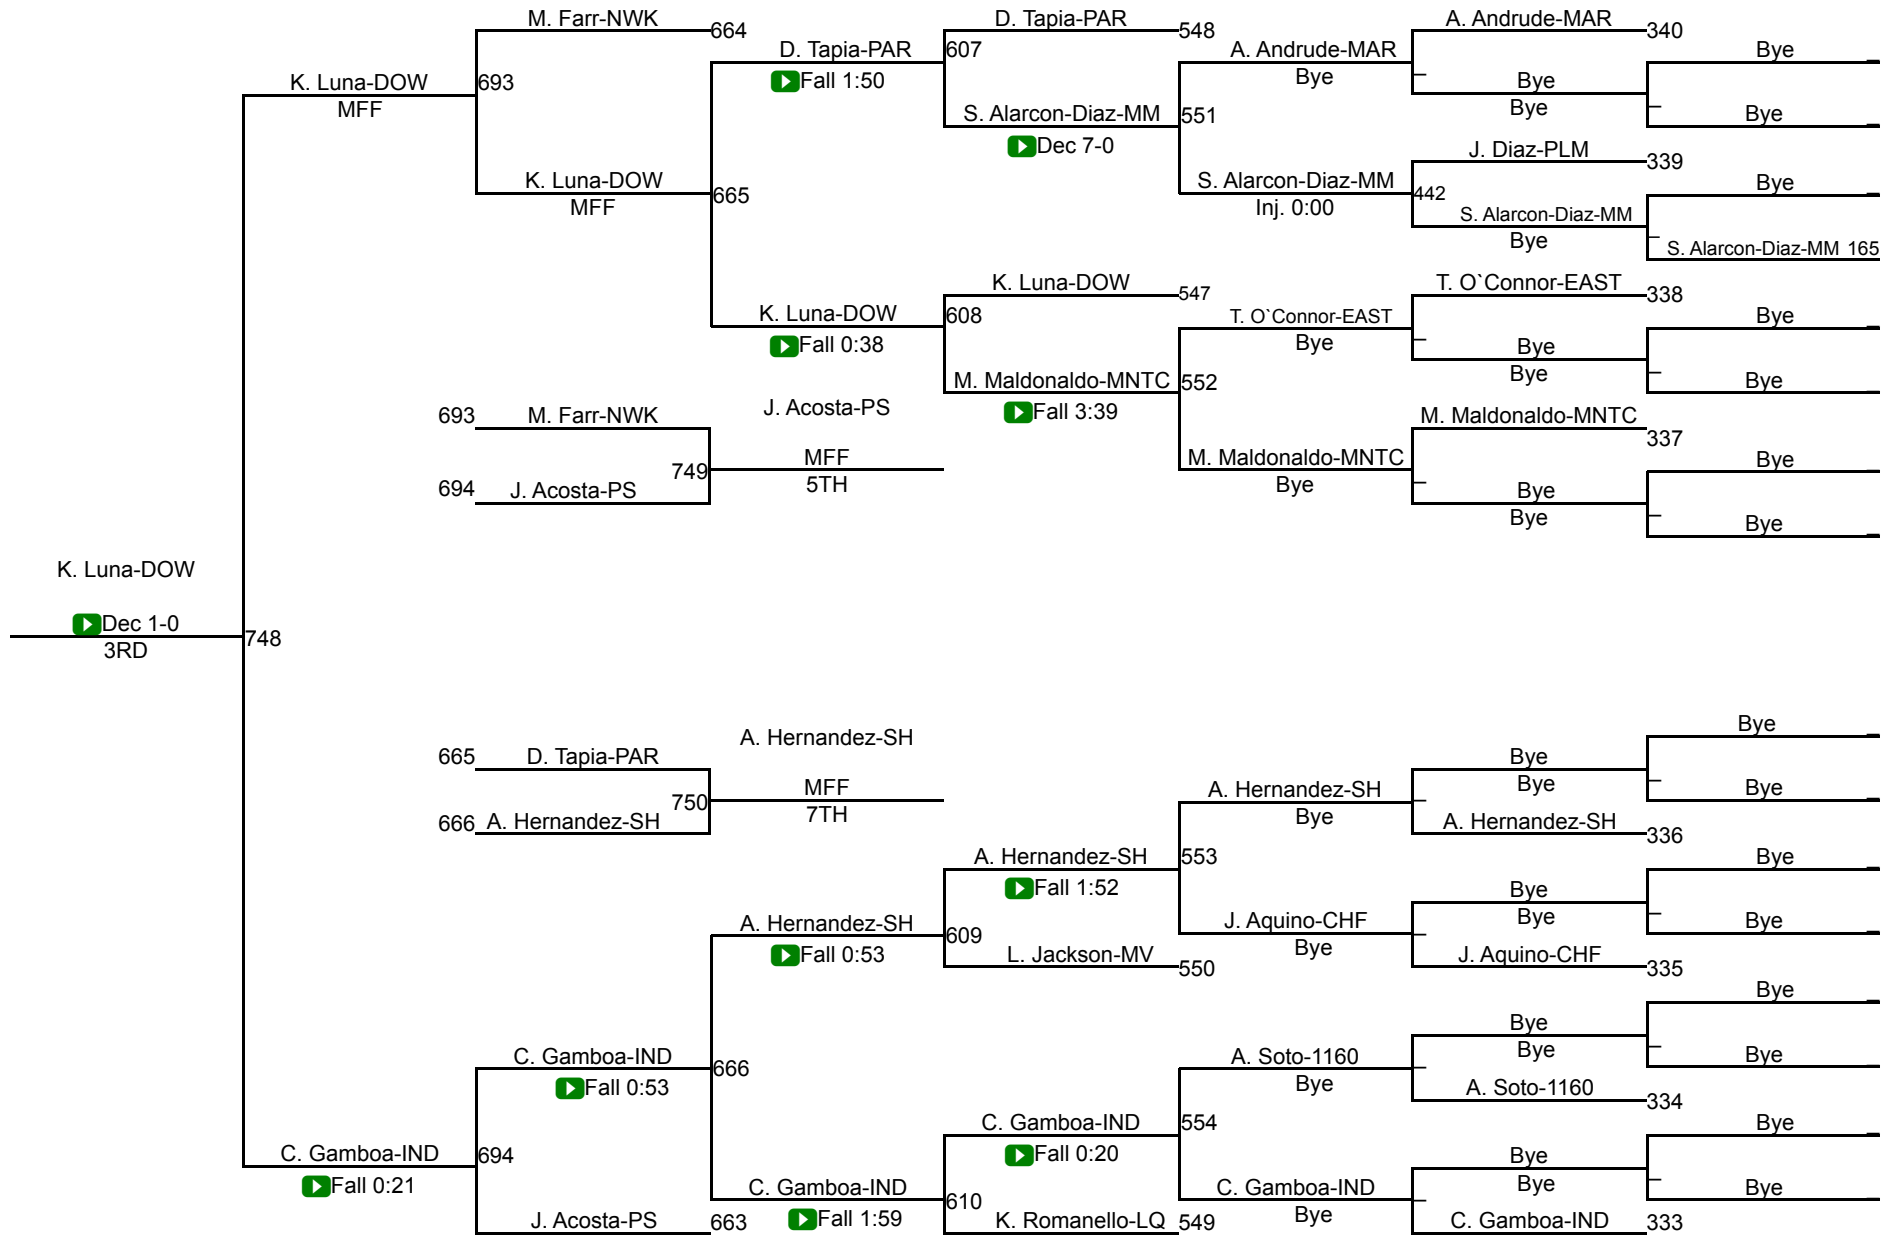 M. Farr-NWK
664
D. Tapia-PAR
548
A. Andrude-MAR
340
Bye
D. Tapia-PAR
607
A. Andrude-MAR
Fall 1:50
Bye
K. Luna-DOW
693
Bye
MFF
Bye
Bye
S. Alarcon-Diaz-MM
551
Dec 7-0
J. Diaz-PLM
339
K. Luna-DOW
665
S. Alarcon-Diaz-MM
442
Bye
MFF
Inj. 0:00
S. Alarcon-Diaz-MM
Bye
S. Alarcon-Diaz-MM 165
K. Luna-DOW
547
T. O`Connor-EAST
338
K. Luna-DOW
608
T. O`Connor-EAST
Bye
Fall 0:38
Bye
Bye
Bye
Bye
M. Maldonaldo-MNTC
552
Fall 3:39
J. Acosta-PS
693
M. Farr-NWK
M. Maldonaldo-MNTC
337
749
MFF
5TH
M. Maldonaldo-MNTC
Bye
Bye
694
J. Acosta-PS
Bye
Bye
Bye
K. Luna-DOW
Dec 1-0
3RD
748
A. Hernandez-SH
Bye
665
D. Tapia-PAR
Bye
Bye
750
MFF
7TH
A. Hernandez-SH
Bye
Bye
666
A. Hernandez-SH
A. Hernandez-SH
336
A. Hernandez-SH
553
Bye
Fall 1:52
Bye
Bye
A. Hernandez-SH
609
J. Aquino-CHF
Bye
Fall 0:53
Bye
L. Jackson-MV
550
J. Aquino-CHF
335
Bye
Bye
Bye
C. Gamboa-IND
666
A. Soto-1160
Bye
Fall 0:53
Bye
A. Soto-1160
334
C. Gamboa-IND
554
Bye
Fall 0:20
C. Gamboa-IND
694
Bye
Bye
Fall 0:21
C. Gamboa-IND
610
C. Gamboa-IND
Bye
Fall 1:59
Bye
J. Acosta-PS
663
K. Romanello-LQ
549
C. Gamboa-IND
333